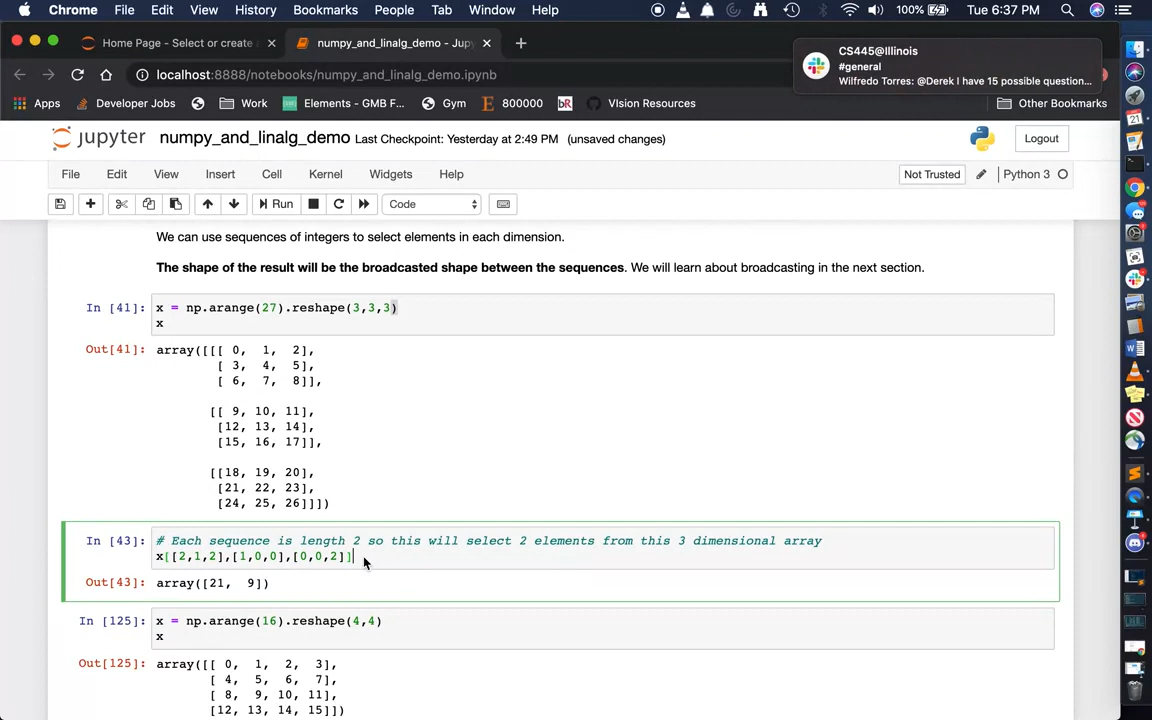 Chrome File Edit View History Bookmarks People Tab Window Help 100% Tue 6:37 PM
Home Page - Select or create
numpy_and_linalg_demo - Jup
CS445@Illinois
#general
Wilfredo Torres: @Derek I have 15 possible question...
localhost:8888/notebooks/numpy_and_linalg_demo.ipynb
Apps Developer Jobs Work Elements - GMB F... Gym E 800000 bR VIsion Resources Other Bookmarks
jupyter numpy_and_linalg_demo Last Checkpoint: Yesterday at 2:49 PM (unsaved changes) Logout
File Edit View Insert Cell Kernel Widgets Help Not Trusted Python 3
Run Code
We can use sequences of integers to select elements in each dimension.
The shape of the result will be the broadcasted shape between the sequences. We will learn about broadcasting in the next section.
In [41]: x = np.arange(27).reshape(3,3,3)
x
Out[41]: array([[[ 0, 1, 2],
[ 3, 4, 5],
[ 6, 7, 8]],
[[ 9, 10, 11],
[12, 13, 14],
[15, 16, 17]],
[[18, 19, 20],
[21, 22, 23],
[24, 25, 26]]])
In [43]: # Each sequence is length 2 so this will select 2 elements from this 3 dimensional array
x[[2,1,2],[1,0,0],[0,0,2]]
Out[43]: array([21, 9])
In [125]: x = np.arange(16).reshape(4,4)
x
Out[125]: array([[ 0, 1, 2, 3],
[ 4, 5, 6, 7],
[ 8, 9, 10, 11],
[12, 13, 14, 15]])